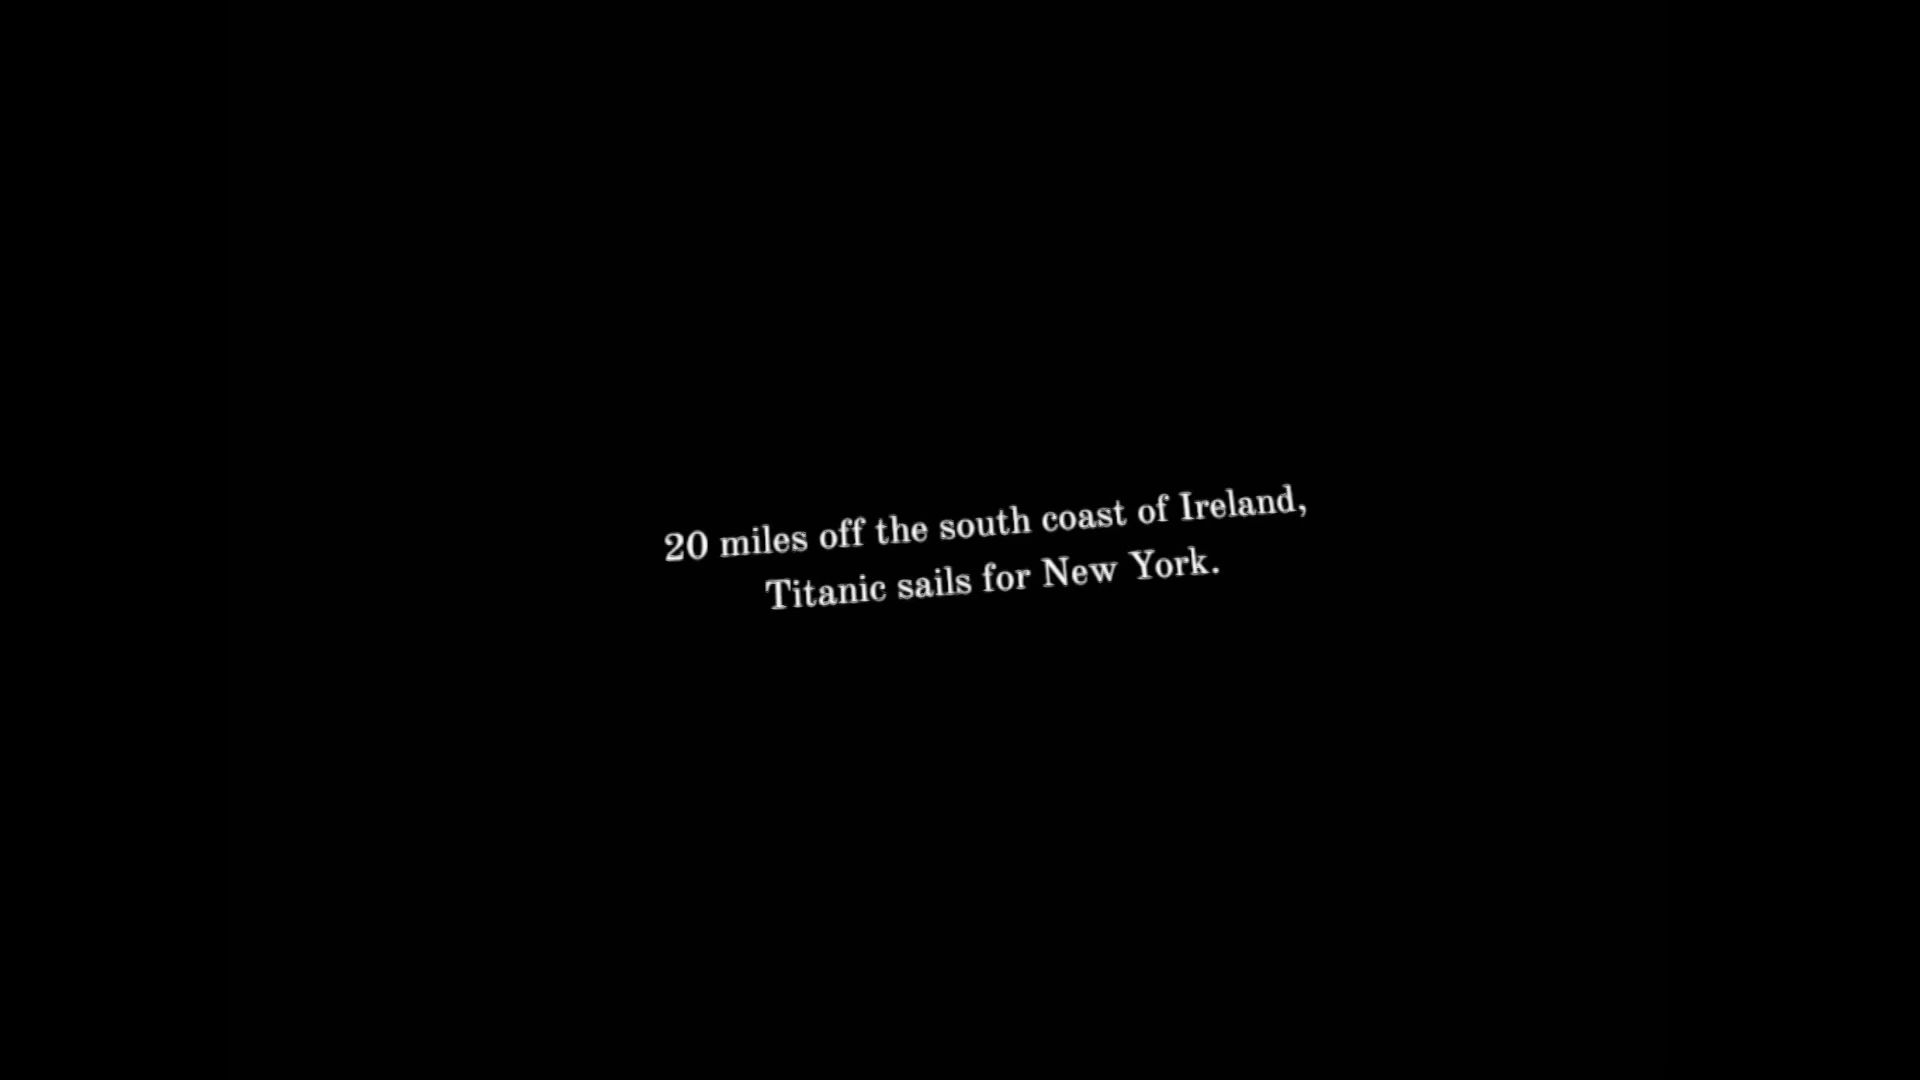 20 miles off the south coast of Ireland,
Titanic sails for New York.